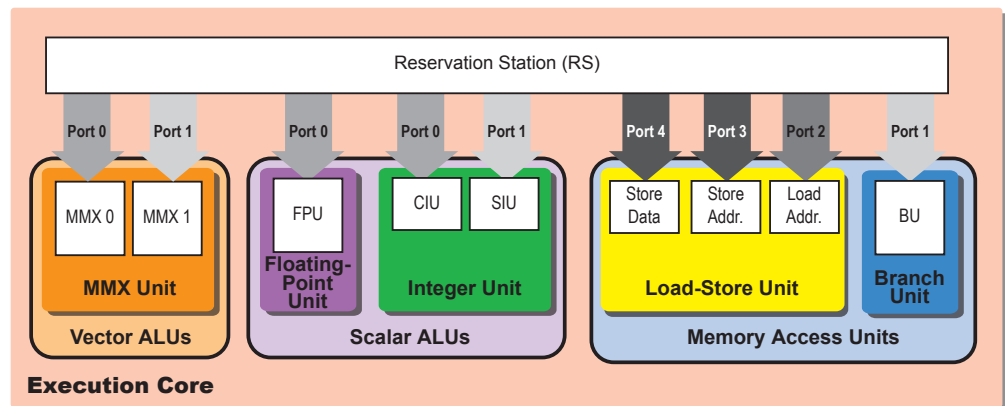 Reservation Station (RS)
Port 0
Port 1
Port 0
Port 0
Port 1
Port 4
Port 3
Port 2
Port 1
MMX 0
MMX 1
FPU
CIU
SIU
Store
Data
Store
Addr.
Load
Addr.
BU
MMX Unit
Floating-
Point
Unit
Integer Unit
Load-Store Unit
Branch
Unit
Vector ALUs
Scalar ALUs
Memory Access Units
Execution Core